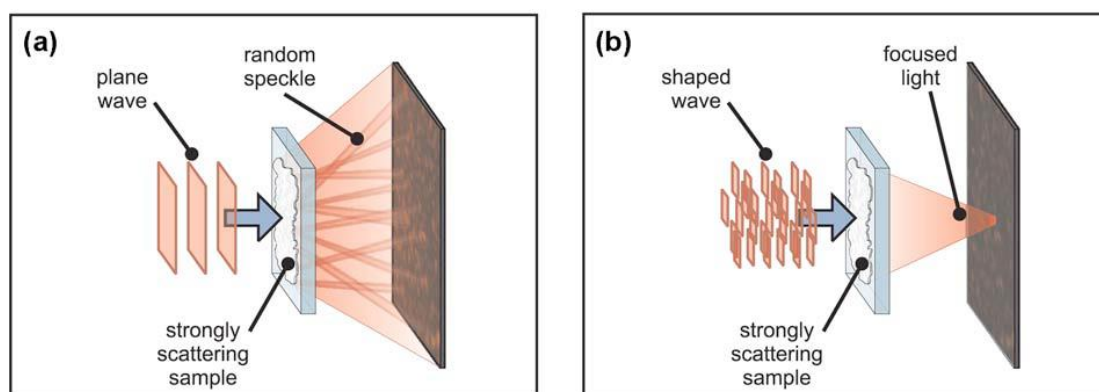 (a)
random
speckle
plane
wave
strongly
scattering
sample
(b)
focused
light
shaped
wave
strongly
scattering
sample